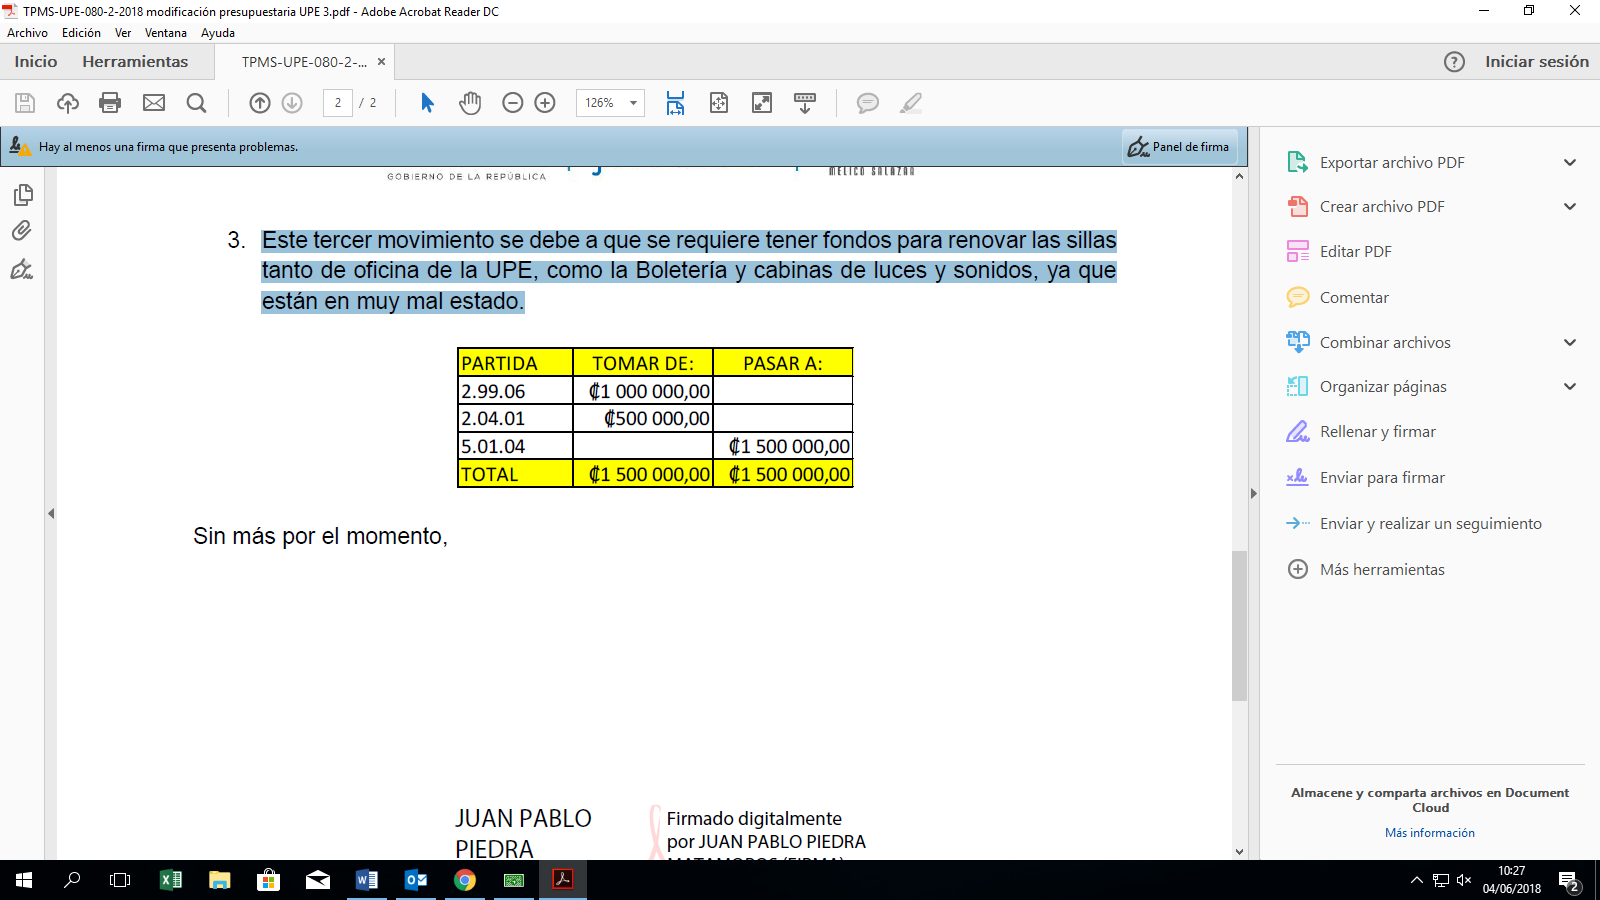 TPMS-UPE-080-2-2018 modificación presupuestaria UPE 3.pdf - Adobe Acrobat Reader DC
Archivo Edición Ver Ventana Ayuda
Inicio Herramientas TPMS-UPE-080-2-... × Iniciar sesión
2 / 2 126%
Hay al menos una firma que presenta problemas. Panel de firma
GOBIERNO DE LA REPÚBLICA MELICO SALAZAR
3. Este tercer movimiento se debe a que se requiere tener fondos para renovar las sillas
tanto de oficina de la UPE, como la Boletería y cabinas de luces y sonidos, ya que
están en muy mal estado.
PARTIDA TOMAR DE: PASAR A:
2.99.06 ₡1 000 000,00
2.04.01 ₡500 000,00
5.01.04 ₡1 500 000,00
TOTAL ₡1 500 000,00 ₡1 500 000,00
Sin más por el momento,
JUAN PABLO
PIEDRA
Firmado digitalmente
por JUAN PABLO PIEDRA
MATAMOROS (FIRMA)
Exportar archivo PDF
Crear archivo PDF
Editar PDF
Comentar
Combinar archivos
Organizar páginas
Rellenar y firmar
Enviar para firmar
Enviar y realizar un seguimiento
Más herramientas
Almacene y comparta archivos en Document
Cloud
Más información
10:27
04/06/2018
2